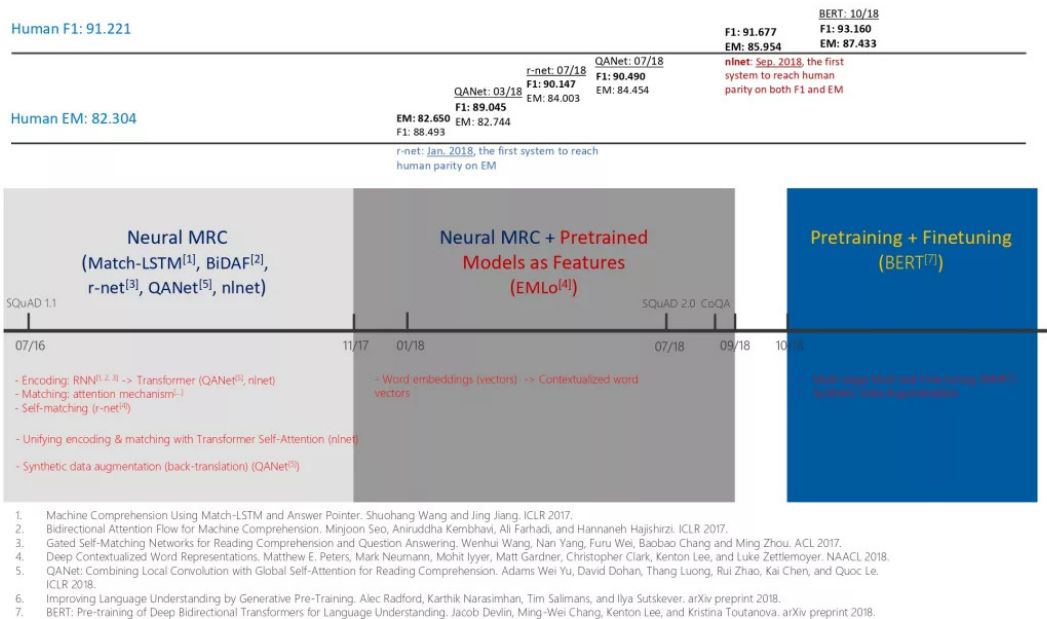 Human F1: 91.221
BERT: 10/18
F1: 93.160
EM: 87.433
F1: 91.677
EM: 85.954
nlnet: Sep. 2018, the first
system to reach human
parity on both F1 and EM
QANet: 07/18
F1: 90.490
EM: 84.454
r-net: 07/18
F1: 90.147
EM: 84.003
QANet: 03/18
F1: 89.045
EM: 82.744
Human EM: 82.304
EM: 82.650
F1: 88.493
r-net: Jan. 2018, the first system to reach
human parity on EM
Neural MRC
(Match-LSTM[1], BiDAF[2],
r-net[3], QANet[5], nlnet)
Neural MRC + Pretrained
Models as Features
(EMLo[4])
Pretraining + Finetuning
(BERT[7])
SQuAD 1.1
SQuAD 2.0 CoQA
07/16
11/17
01/18
07/18
09/18
10/18
- Encoding: RNN[1, 2, 3] -> Transformer (QANet[5], nlnet)
- Matching: attention mechanism[...]
- Self-matching (r-net[4])
- Unifying encoding & matching with Transformer Self-Attention (nlnet)
- Synthetic data augmentation (back-translation) (QANet[5])
- Word embeddings (vectors) -> Contextualized word
vectors
1. Machine Comprehension Using Match-LSTM and Answer Pointer. Shuohang Wang and Jing Jiang. ICLR 2017.
2. Bidirectional Attention Flow for Machine Comprehension. Minjoon Seo, Aniruddha Kembhavi, Ali Farhadi, and Hannaneh Hajishirzi. ICLR 2017.
3. Gated Self-Matching Networks for Reading Comprehension and Question Answering. Wenhui Wang, Nan Yang, Furu Wei, Baobao Chang and Ming Zhou. ACL 2017.
4. Deep Contextualized Word Representations. Matthew E. Peters, Mark Neumann, Mohit Iyyer, Matt Gardner, Christopher Clark, Kenton Lee, and Luke Zettlemoyer. NAACL 2018.
5. QANet: Combining Local Convolution with Global Self-Attention for Reading Comprehension. Adams Wei Yu, David Dohan, Thang Luong, Rui Zhao, Kai Chen, and Quoc Le.
ICLR 2018.
6. Improving Language Understanding by Generative Pre-Training. Alec Radford, Karthik Narasimhan, Tim Salimans, and Ilya Sutskever. arXiv preprint 2018.
7. BERT: Pre-training of Deep Bidirectional Transformers for Language Understanding. Jacob Devlin, Ming-Wei Chang, Kenton Lee, and Kristina Toutanova. arXiv preprint 2018.